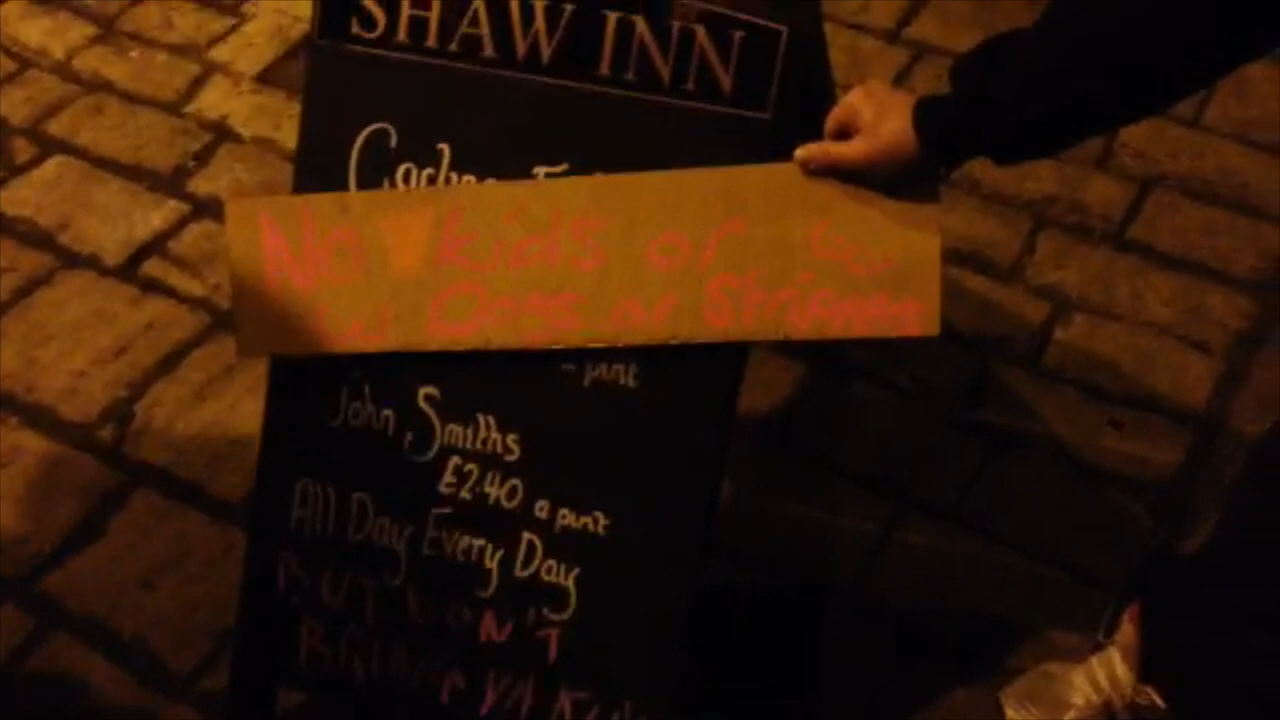 SHAW INN
No kids or
Dogs or
a pint
John Smiths
£2.40 a pint
All Day Every Day
BUT DON'T
BRING YA